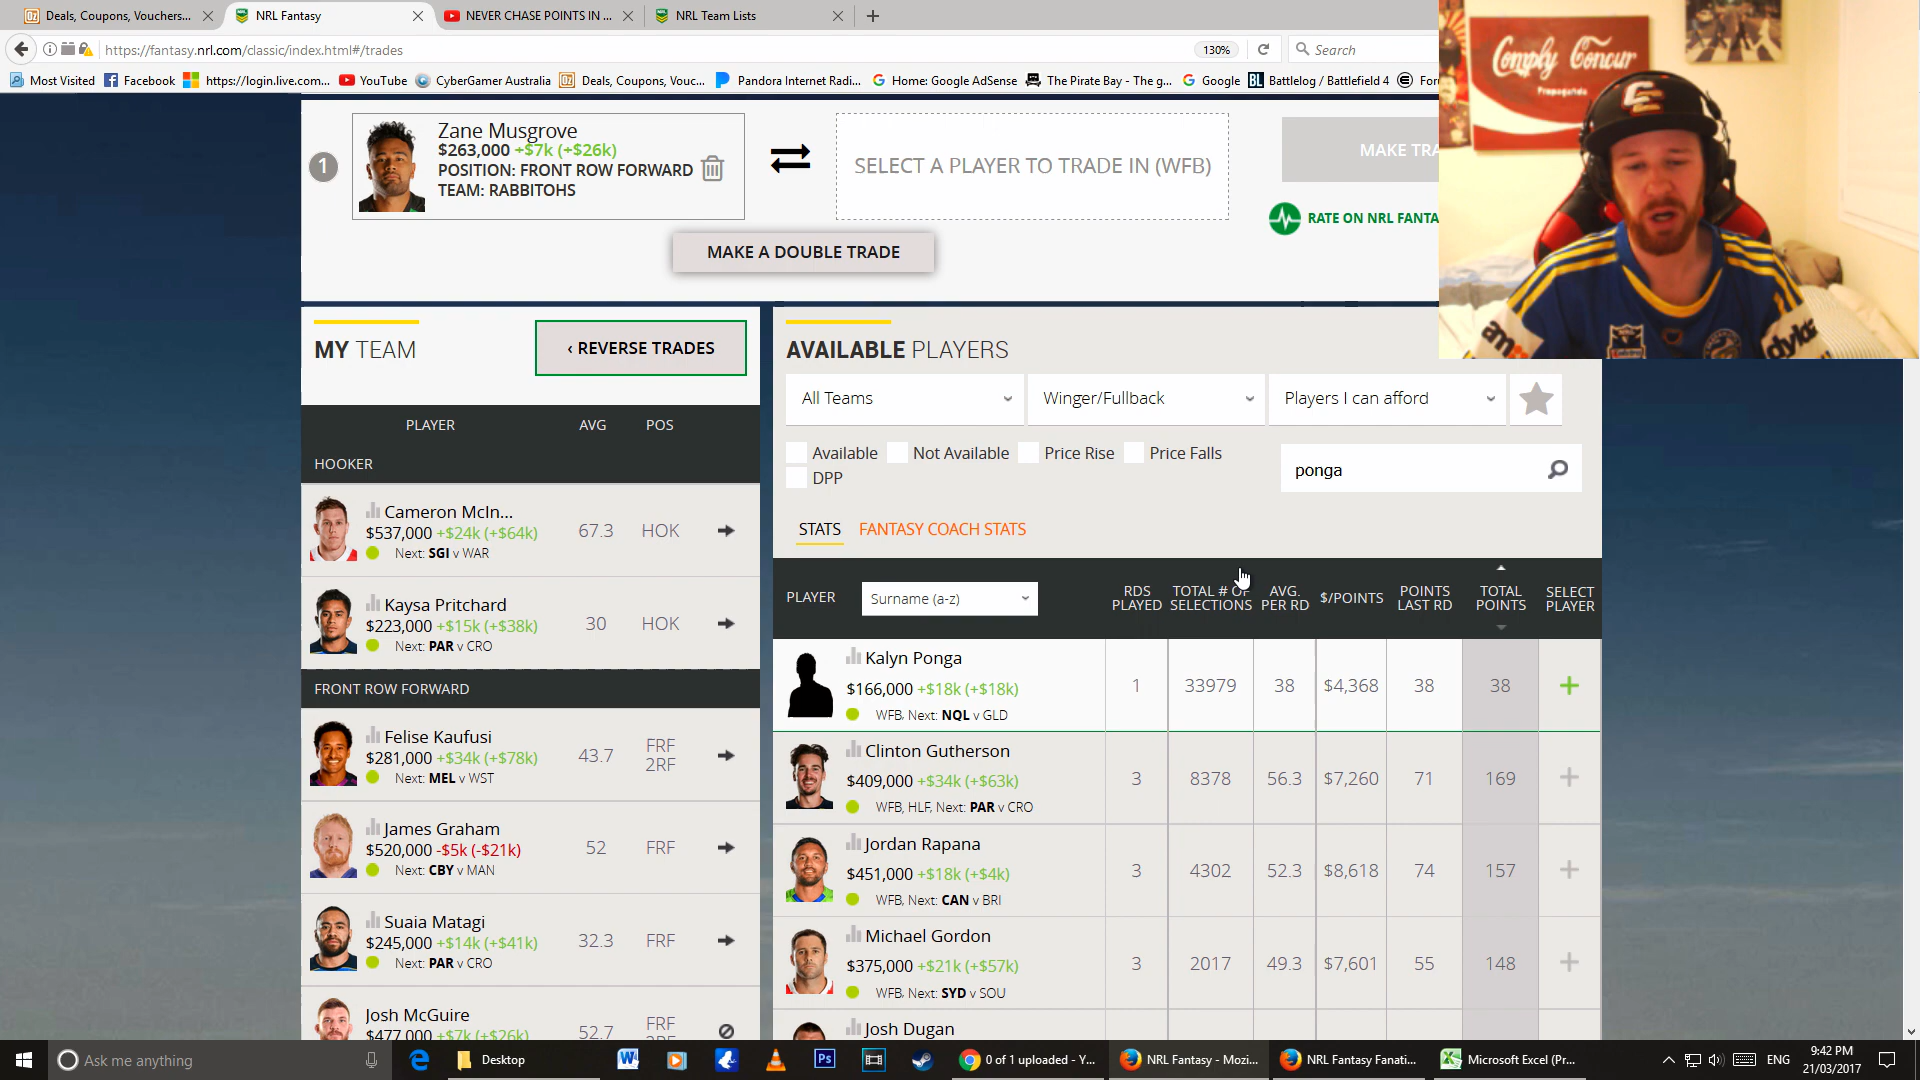 Deals, Coupons, Vouchers...
NRL Fantasy
NEVER CHASE POINTS IN ...
NRL Team Lists
https://fantasy.nrl.com/classic/index.html#/trades
130%
Search
Most Visited
Facebook
https://login.live.com...
YouTube
CyberGamer Australia
Deals, Coupons, Vouc...
Pandora Internet Radi...
Home: Google AdSense
The Pirate Bay - The g...
Google
Battlelog / Battlefield 4
For
Comply Concur
Propaganda
1
Zane Musgrove
$263,000 +$7k (+$26k)
POSITION: FRONT ROW FORWARD
TEAM: RABBITOHS
SELECT A PLAYER TO TRADE IN (WFB)
MAKE TRA
RATE ON NRL FANTA
MAKE A DOUBLE TRADE
MY TEAM
‹ REVERSE TRADES
PLAYER AVG POS
HOOKER
Cameron McIn...
$537,000 +$24k (+$64k)
Next: SGI v WAR
67.3 HOK
Kaysa Pritchard
$223,000 +$15k (+$38k)
Next: PAR v CRO
30 HOK
FRONT ROW FORWARD
Felise Kaufusi
$281,000 +$34k (+$78k)
Next: MEL v WST
43.7 FRF
2RF
James Graham
$520,000 -$5k (-$21k)
Next: CBY v MAN
52 FRF
Suaia Matagi
$245,000 +$14k (+$41k)
Next: PAR v CRO
32.3 FRF
Josh McGuire
$477,000 +$7k (+$26k)
52.7 FRF
AVAILABLE PLAYERS
All Teams
Winger/Fullback
Players I can afford
Available Not Available Price Rise Price Falls
DPP
ponga
STATS FANTASY COACH STATS
PLAYER
Surname (a-z)
RDS PLAYED
TOTAL # OF SELECTIONS
AVG. PER RD
$/POINTS
POINTS LAST RD
TOTAL POINTS
SELECT PLAYER
Kalyn Ponga
$166,000 +$18k (+$18k)
WFB, Next: NQL v GLD
1 33979 38 $4,368 38 38 +
Clinton Gutherson
$409,000 +$34k (+$63k)
WFB, HLF, Next: PAR v CRO
3 8378 56.3 $7,260 71 169 +
Jordan Rapana
$451,000 +$18k (+$4k)
WFB, Next: CAN v BRI
3 4302 52.3 $8,618 74 157 +
Michael Gordon
$375,000 +$21k (+$57k)
WFB, Next: SYD v SOU
3 2017 49.3 $7,601 55 148 +
Josh Dugan
Ask me anything
Desktop
0 of 1 uploaded - Y...
NRL Fantasy - Mozi...
NRL Fantasy Fanati...
Microsoft Excel (Pr...
ENG
9:42 PM
21/03/2017